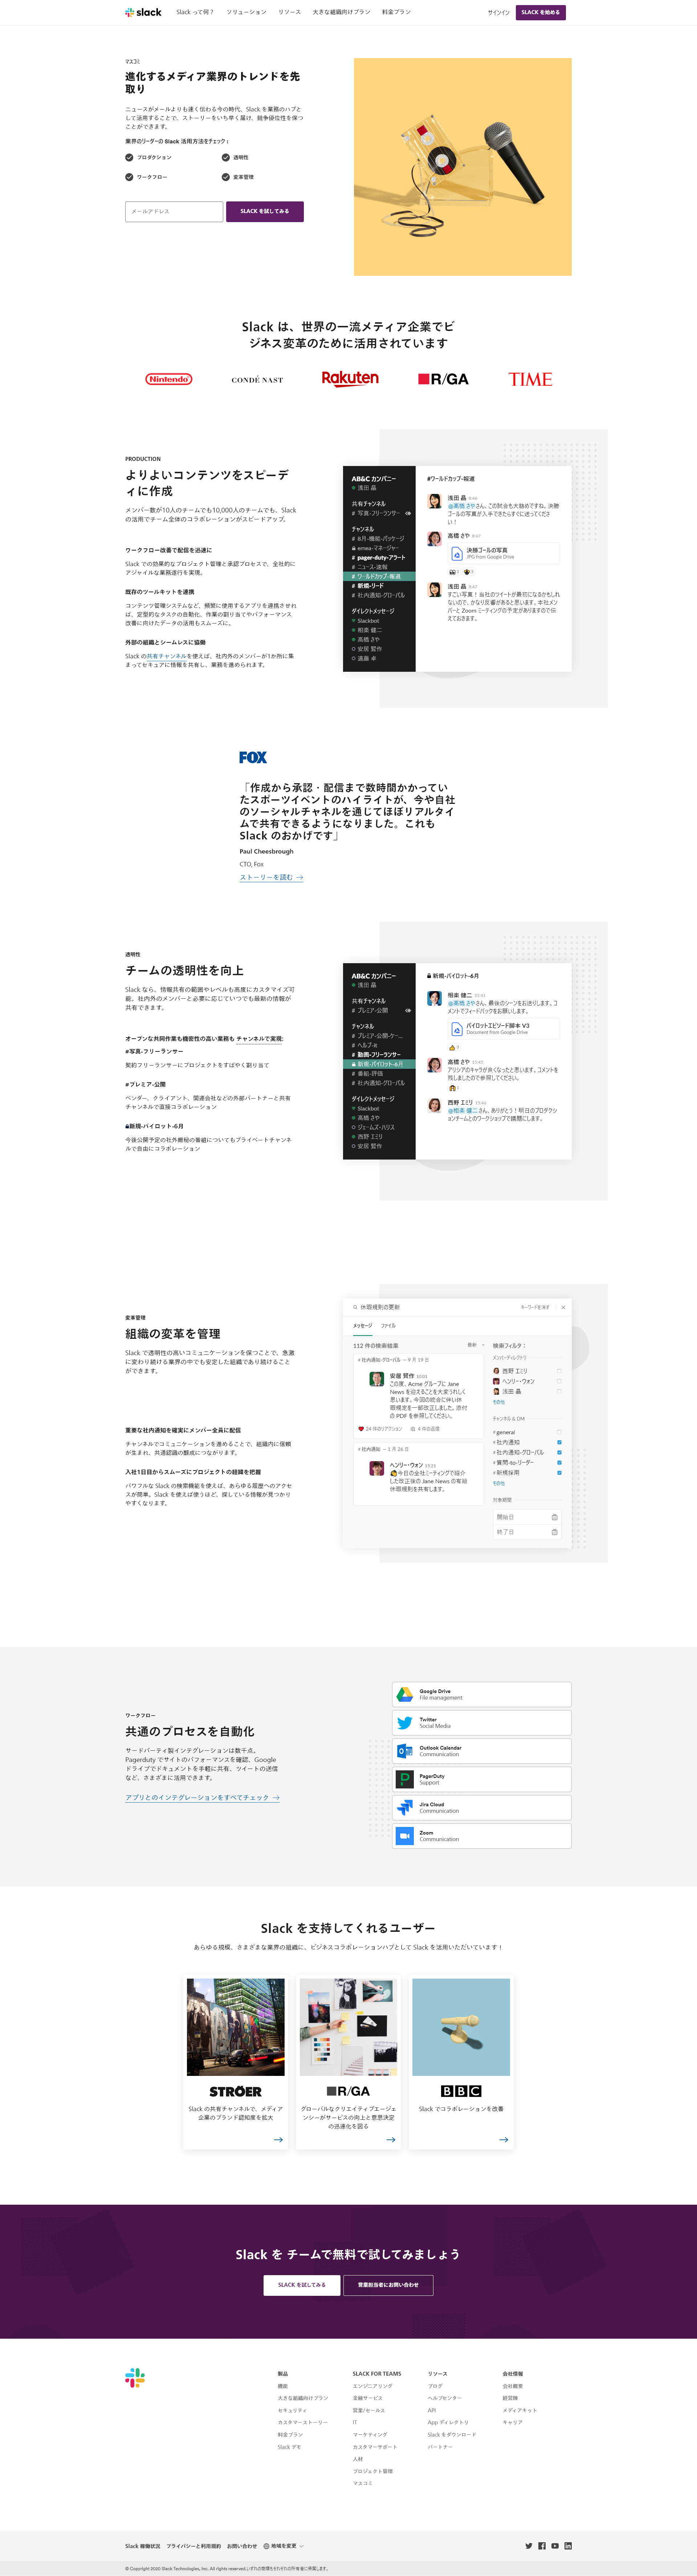 slack
Slack って何？
ソリューション
リソース
大きな組織向けプラン
料金プラン
サインイン
SLACK を始める
マスコミ
進化するメディア業界のトレンドを先
取り
ニュースがメールよりも速く伝わる今の時代、Slack を業務のハブと
して活用することで、ストーリーをいち早く届け、競争優位性を保つ
ことができます。
業界のリーダーの Slack 活用方法をチェック :
プロダクション
透明性
ワークフロー
変革管理
メールアドレス
SLACK を試してみる
Slack は、世界の一流メディア企業でビ
ジネス変革のために活用されています
Nintendo
CONDÉ NAST
Rakuten
R/GA
TIME
PRODUCTION
よりよいコンテンツをスピーデ
ィに作成
メンバー数が10人のチームでも10,000人のチームでも、Slack
の活用でチーム全体のコラボレーションがスピードアップ。
ワークフロー改善で配信を迅速に
Slack での効果的なプロジェクト管理と承認プロセスで、全社的に
アジャイルな業務遂行を実現。
既存のツールキットを連携
コンテンツ管理システムなど、頻繁に使用するアプリを連携させれ
ば、定型的なタスクの自動化、作業の割り当てやパフォーマンス
改善に向けたデータの活用もスムーズに。
外部の組織とシームレスに協働
Slack の共有チャンネルを使えば、社内外のメンバーが1か所に集
まってセキュアに情報を共有し、業務を進められます。
AB&C カンパニー
浅田 晶
共有チャンネル
# 写真-フリーランサー
チャンネル
# 8月-機能-パッケージ
emea-マネージャー
# pager-duty-アラート
# ニュース-速報
# ワールドカップ-報道
# 新規-リード
# 社内通知-グローバル
ダイレクトメッセージ
Slackbot
相楽 健二
高橋 さや
安居 賢作
遠藤 卓
#ワールドカップ-報道
浅田 晶 8:46
@高橋 さやさん、この試合も大詰めですね。決勝
ゴールの写真が入手できたらすぐに送ってくださ
い！
高橋 さや 8:47
決勝ゴールの写真
JPG from Google Drive
浅田 晶 8:47
すごい写真！当社のツイートが最初になるかもしれな
いので、かなり反響があると思います。本社メン
バーと Zoom ミーティングの予定がありますので伝
えておきます。
FOX
「作成から承認・配信まで数時間かかってい
たスポーツイベントのハイライトが、今や自社
のソーシャルチャネルを通じてほぼリアルタイ
ムで共有できるようになりました。これも
Slack のおかげです」
Paul Cheesbrough
CTO, Fox
ストーリーを読む →
透明性
チームの透明性を向上
Slack なら、情報共有の範囲やレベルも高度にカスタマイズ可
能。社内外のメンバーと必要に応じていつでも最新の情報が
共有できます。
オープンな共同作業も機密性の高い業務も チャンネルで実現:
#写真-フリーランサー
契約フリーランサーにプロジェクトをすばやく割り当て
#プレミア-公開
ベンダー、クライアント、関連会社などの外部パートナーと共有
チャンネルで直接コラボレーション
新規-パイロット-6月
今後公開予定の社外厳秘の番組についてもプライベートチャンネ
ルで自由にコラボレーション
AB&C カンパニー
浅田 晶
共有チャンネル
# プレミア-公開
チャンネル
# プレミア-公開-ケー...
# ヘルプ-it
# 動画-フリーランサー
新規-パイロット-6月
# 番組-評価
# 社内通知-グローバル
ダイレクトメッセージ
Slackbot
高橋 さや
ジェームズ・ハリス
西野 エミリ
安居 賢作
新規-パイロット-6月
相楽 健二 15:45
@高橋 さやさん、最後のシーンをお送りします。コ
メントでフィードバックをお願いします。
パイロットエピソード脚本 V3
Document from Google Drive
高橋 さや 15:45
アリソアのキャラが良くなったと思います。コメントを
残しましたので参照してください。
西野 エミリ 15:46
@相楽 健二さん、ありがとう！明日のプロダクシ
ョンチームとのワークショップで議題にします。
変革管理
組織の変革を管理
Slack で透明性の高いコミュニケーションを保つことで、急激
に変わり続ける業界の中でも安定した組織であり続けること
ができます。
重要な社内通知を確実にメンバー全員に配信
チャンネルでコミュニケーションを進めることで、組織内に信頼
が生まれ、共通認識の醸成につながります。
入社1日目からスムーズにプロジェクトの経緯を把握
パワフルな Slack の検索機能を使えば、あらゆる履歴へのアクセ
スが簡単。Slack を使えば使うほど、探している情報が見つかり
やすくなります。
休暇規則の更新
キーワードを消す
メッセージ
ファイル
112 件の検索結果
最新
# 社内通知-グローバル – 9 月 19 日
安居 賢作
この度、Acme グループに Jane
News を迎えることを大変うれしく
思います。今回の統合に伴い休
暇規定を一部改正しました。添付
の PDF を参照してください。
24 件のリアクション
4 件の返信
# 社内通知 – 1 月 26 日
ヘンリー・ウォン
今日の全社ミーティングで紹介
した改正後の Jane News の有給
休暇規則を共有します。
検索フィルタ：
メンバーディレクトリ
西野 エミリ
ヘンリー・ウォン
浅田 晶
その他
チャンネル & DM
#general
# 社内通知
# 社内通知-グローバル
# 質問-to-リーダー
# 新規採用
その他
対象期間
開始日
終了日
ワークフロー
共通のプロセスを自動化
サードパーティ製インテグレーションは数千点。
Pagerduty でサイトのパフォーマンスを確認、Google
ドライブでドキュメントを手軽に共有、ツイートの送信
など、さまざまに活用できます。
アプリとのインテグレーションをすべてチェック →
Google Drive
File management
Twitter
Social Media
Outlook Calendar
Communication
PagerDuty
Support
Jira Cloud
Communication
Zoom
Communication
Slack を支持してくれるユーザー
あらゆる規模、さまざまな業界の組織に、ビジネスコラボレーションハブとして Slack を活用いただいています！
STRÖER
Slack の共有チャンネルで、メディア
企業のブランド認知度を拡大
R/GA
グローバルなクリエイティブエージェ
ンシーがサービスの向上と意思決定
の迅速化を図る
BBC
Slack でコラボレーションを改善
Slack を チームで無料で試してみましょう
SLACK を試してみる
営業担当者にお問い合わせ
製品
機能
大きな組織向けプラン
セキュリティ
カスタマーストーリー
料金プラン
Slack デモ
SLACK FOR TEAMS
エンジニアリング
金融サービス
営業/セールス
IT
マーケティング
カスタマーサポート
人材
プロジェクト管理
マスコミ
リソース
ブログ
ヘルプセンター
API
App ディレクトリ
Slack をダウンロード
パートナー
会社情報
会社概要
経営陣
メディアキット
キャリア
Slack 稼働状況
プライバシーと利用規約
お問い合わせ
地域を変更
© Copyright 2020 Slack Technologies, Inc. All rights reserved.いずれの商標もそれぞれの所有者に帰属します。